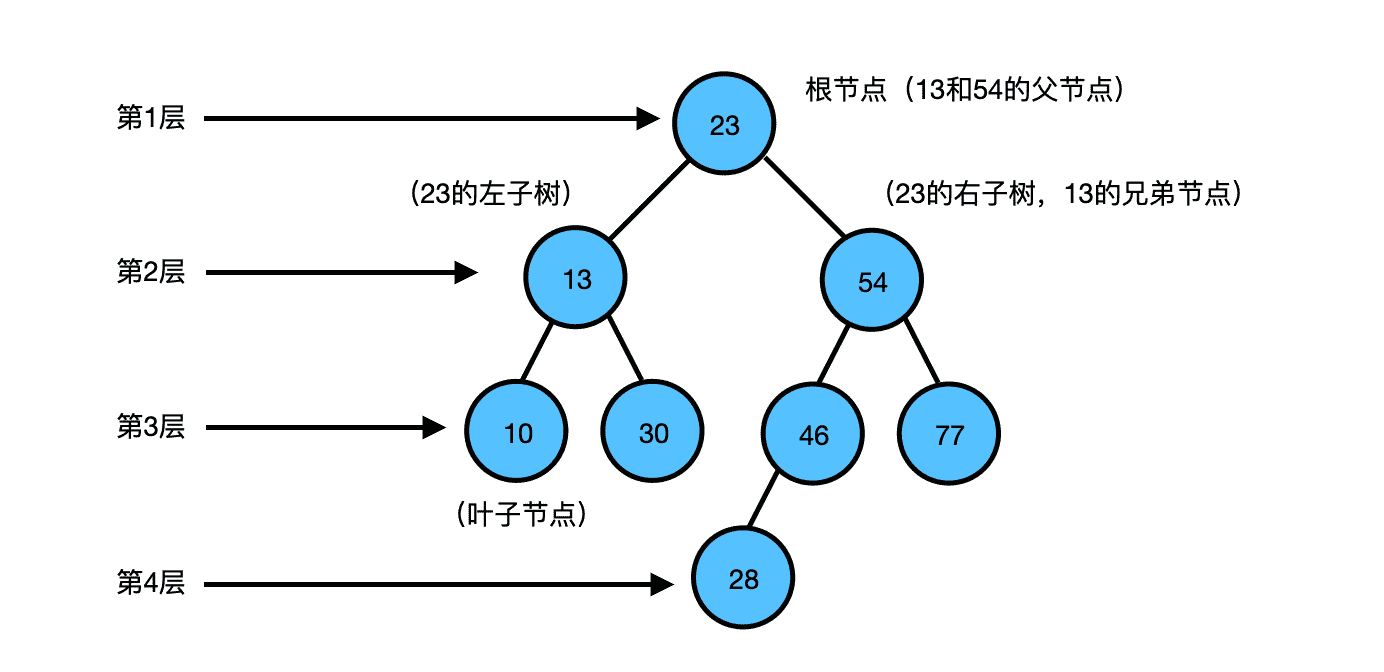 根节点（13和54的父节点）
第1层
23
（23的左子树）
（23的右子树，13的兄弟节点）
第2层
13
54
第3层
10
30
46
77
（叶子节点）
第4层
28